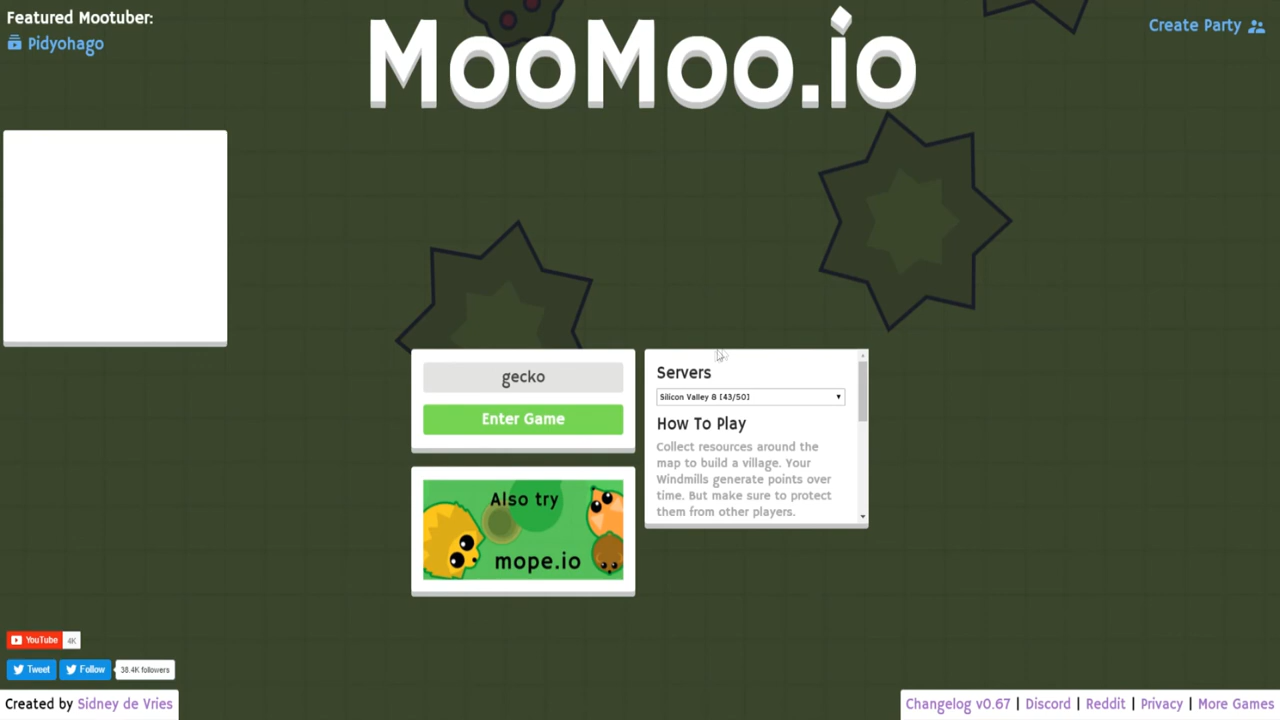 Featured Mootuber:
Pidyohago
MooMoo.io
Create Party
gecko
Enter Game
Also try
mope.io
Servers
Silicon Valley 8 [43/50]
How To Play
Collect resources around the
map to build a village. Your
Windmills generate points over
time. But make sure to protect
them from other players.
YouTube 4K
Tweet Follow 38.4K followers
Created by Sidney de Vries
Changelog v0.67 | Discord | Reddit | Privacy | More Games